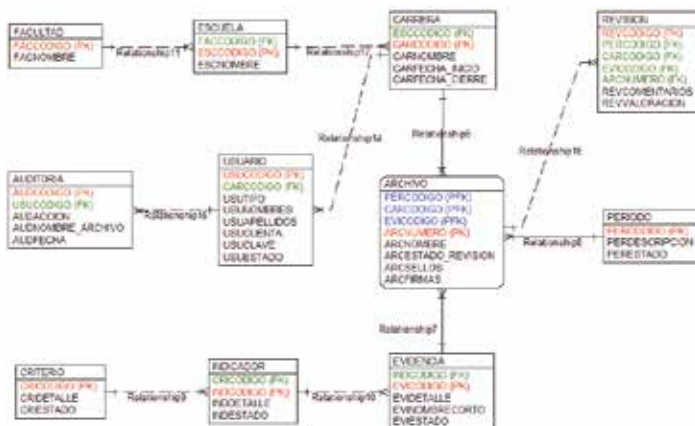 FACULTAD
FACCODIGO (PK)
FACNOMBRE
Relationship11
ESCUELA
FACCODIGO (FK)
ESCCODIGO (PK)
ESCNOMBRE
Relationship12
CARRERA
ESCCODIGO (FK)
CARCODIGO (PK)
CARNOMBRE
CARFECHA_INICIO
CARFECHA_CIERRE
REVISION
REVCODIGO (PK)
PERCODIGO (FK)
CARCODIGO (FK)
EVICODIGO (FK)
ARCNUMERO (FK)
REVCOMENTARIOS
REVVALORACION
Relationship14
Relationship6
AUDITORIA
AUDCODIGO (PK)
USUCODIGO (FK)
AUDACCION
AUDNOMBRE_ARCHIVO
AUDFECHA
USUARIO
USUCODIGO (PK)
CARCODIGO (FK)
USUTIPO
USUNOMBRES
USUAPELLIDOS
USUCUENTA
USUCLAVE
USUESTADO
ARCHIVO
PERCODIGO (PFK)
CARCODIGO (PFK)
EVICODIGO (PFK)
ARCNUMERO (PK)
ARCNOMBRE
ARCESTADO_REVISION
ARCSELLOS
ARCFIRMAS
PERIODO
PERCODIGO (PK)
PERDESCRIPCION
PERESTADO
Relationship7
CRITERIO
CRICODIGO (PK)
CRIDETALLE
CRIESTADO
Relationship9
INDICADOR
CRICODIGO (FK)
INDCODIGO (PK)
INDDETALLE
INDESTADO
Relationship10
EVIDENCIA
INDCODIGO (FK)
EVICODIGO (PK)
EVIDETALLE
EVINOMBRECORTO
EVIESTADO